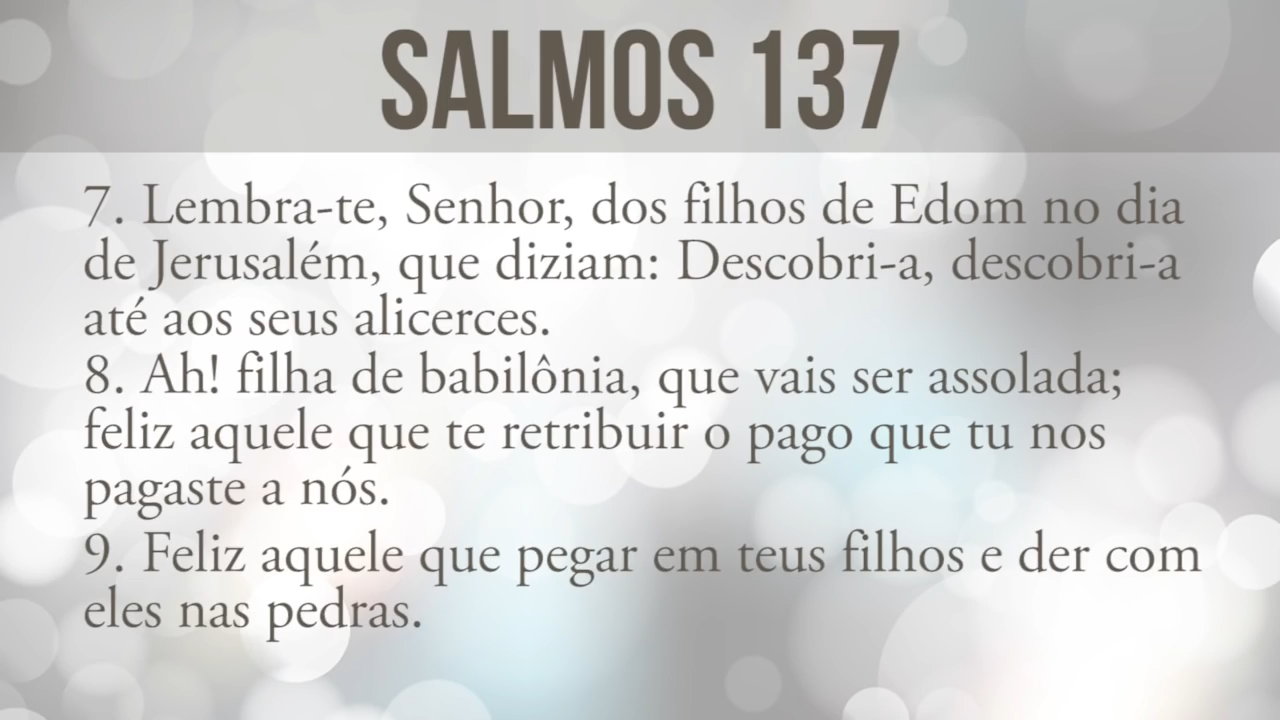 SALMOS 137
7. Lembra-te, Senhor, dos filhos de Edom no dia
de Jerusalém, que diziam: Descobri-a, descobri-a
até aos seus alicerces.
8. Ah! filha de babilônia, que vais ser assolada;
feliz aquele que te retribuir o pago que tu nos
pagaste a nós.
9. Feliz aquele que pegar em teus filhos e der com
eles nas pedras.